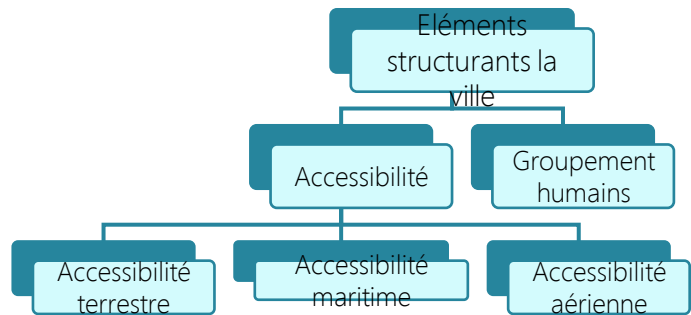 Eléments
structurants la
ville
Accessibilité
Groupement
humains
Accessibilité
terrestre
Accessibilité
maritime
Accessibilité
aérienne